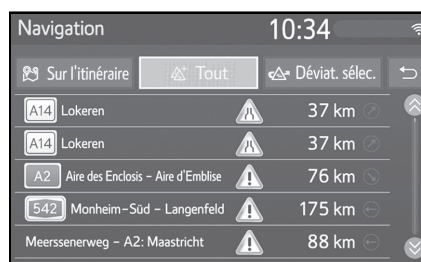 Navigation 10:34
Sur l'itinéraire Tout Déviat. sélec.
A14 Lokeren 37 km
A14 Lokeren 37 km
A2 Aire des Enclosis – Aire d'Emblise 76 km
542 Monheim–Süd – Langenfeld 175 km
Meerssenerweg – A2: Maastricht 88 km